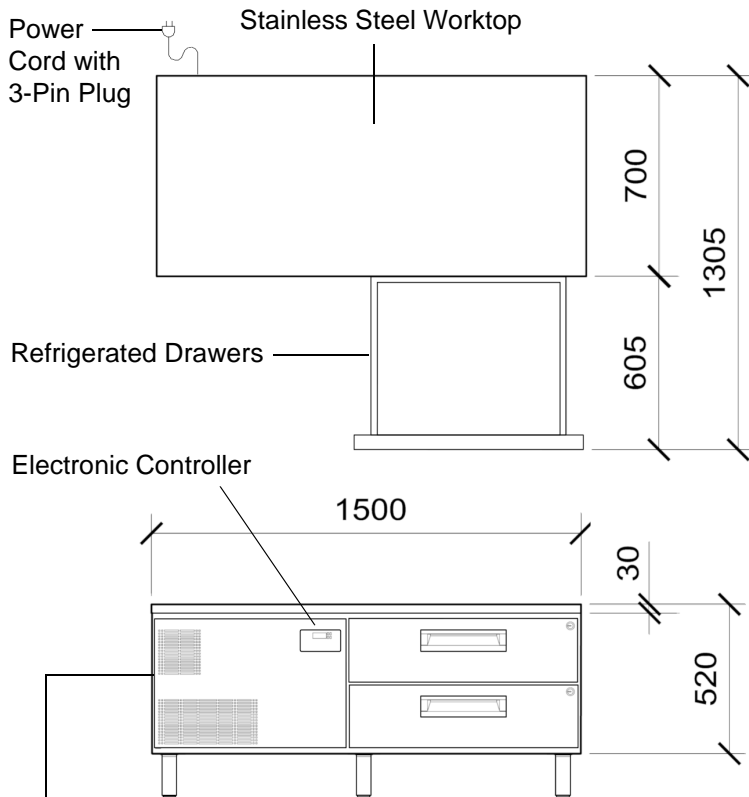 Power
Cord with
3-Pin Plug
Stainless Steel Worktop
700
1305
Refrigerated Drawers
605
Electronic Controller
1500
30
520